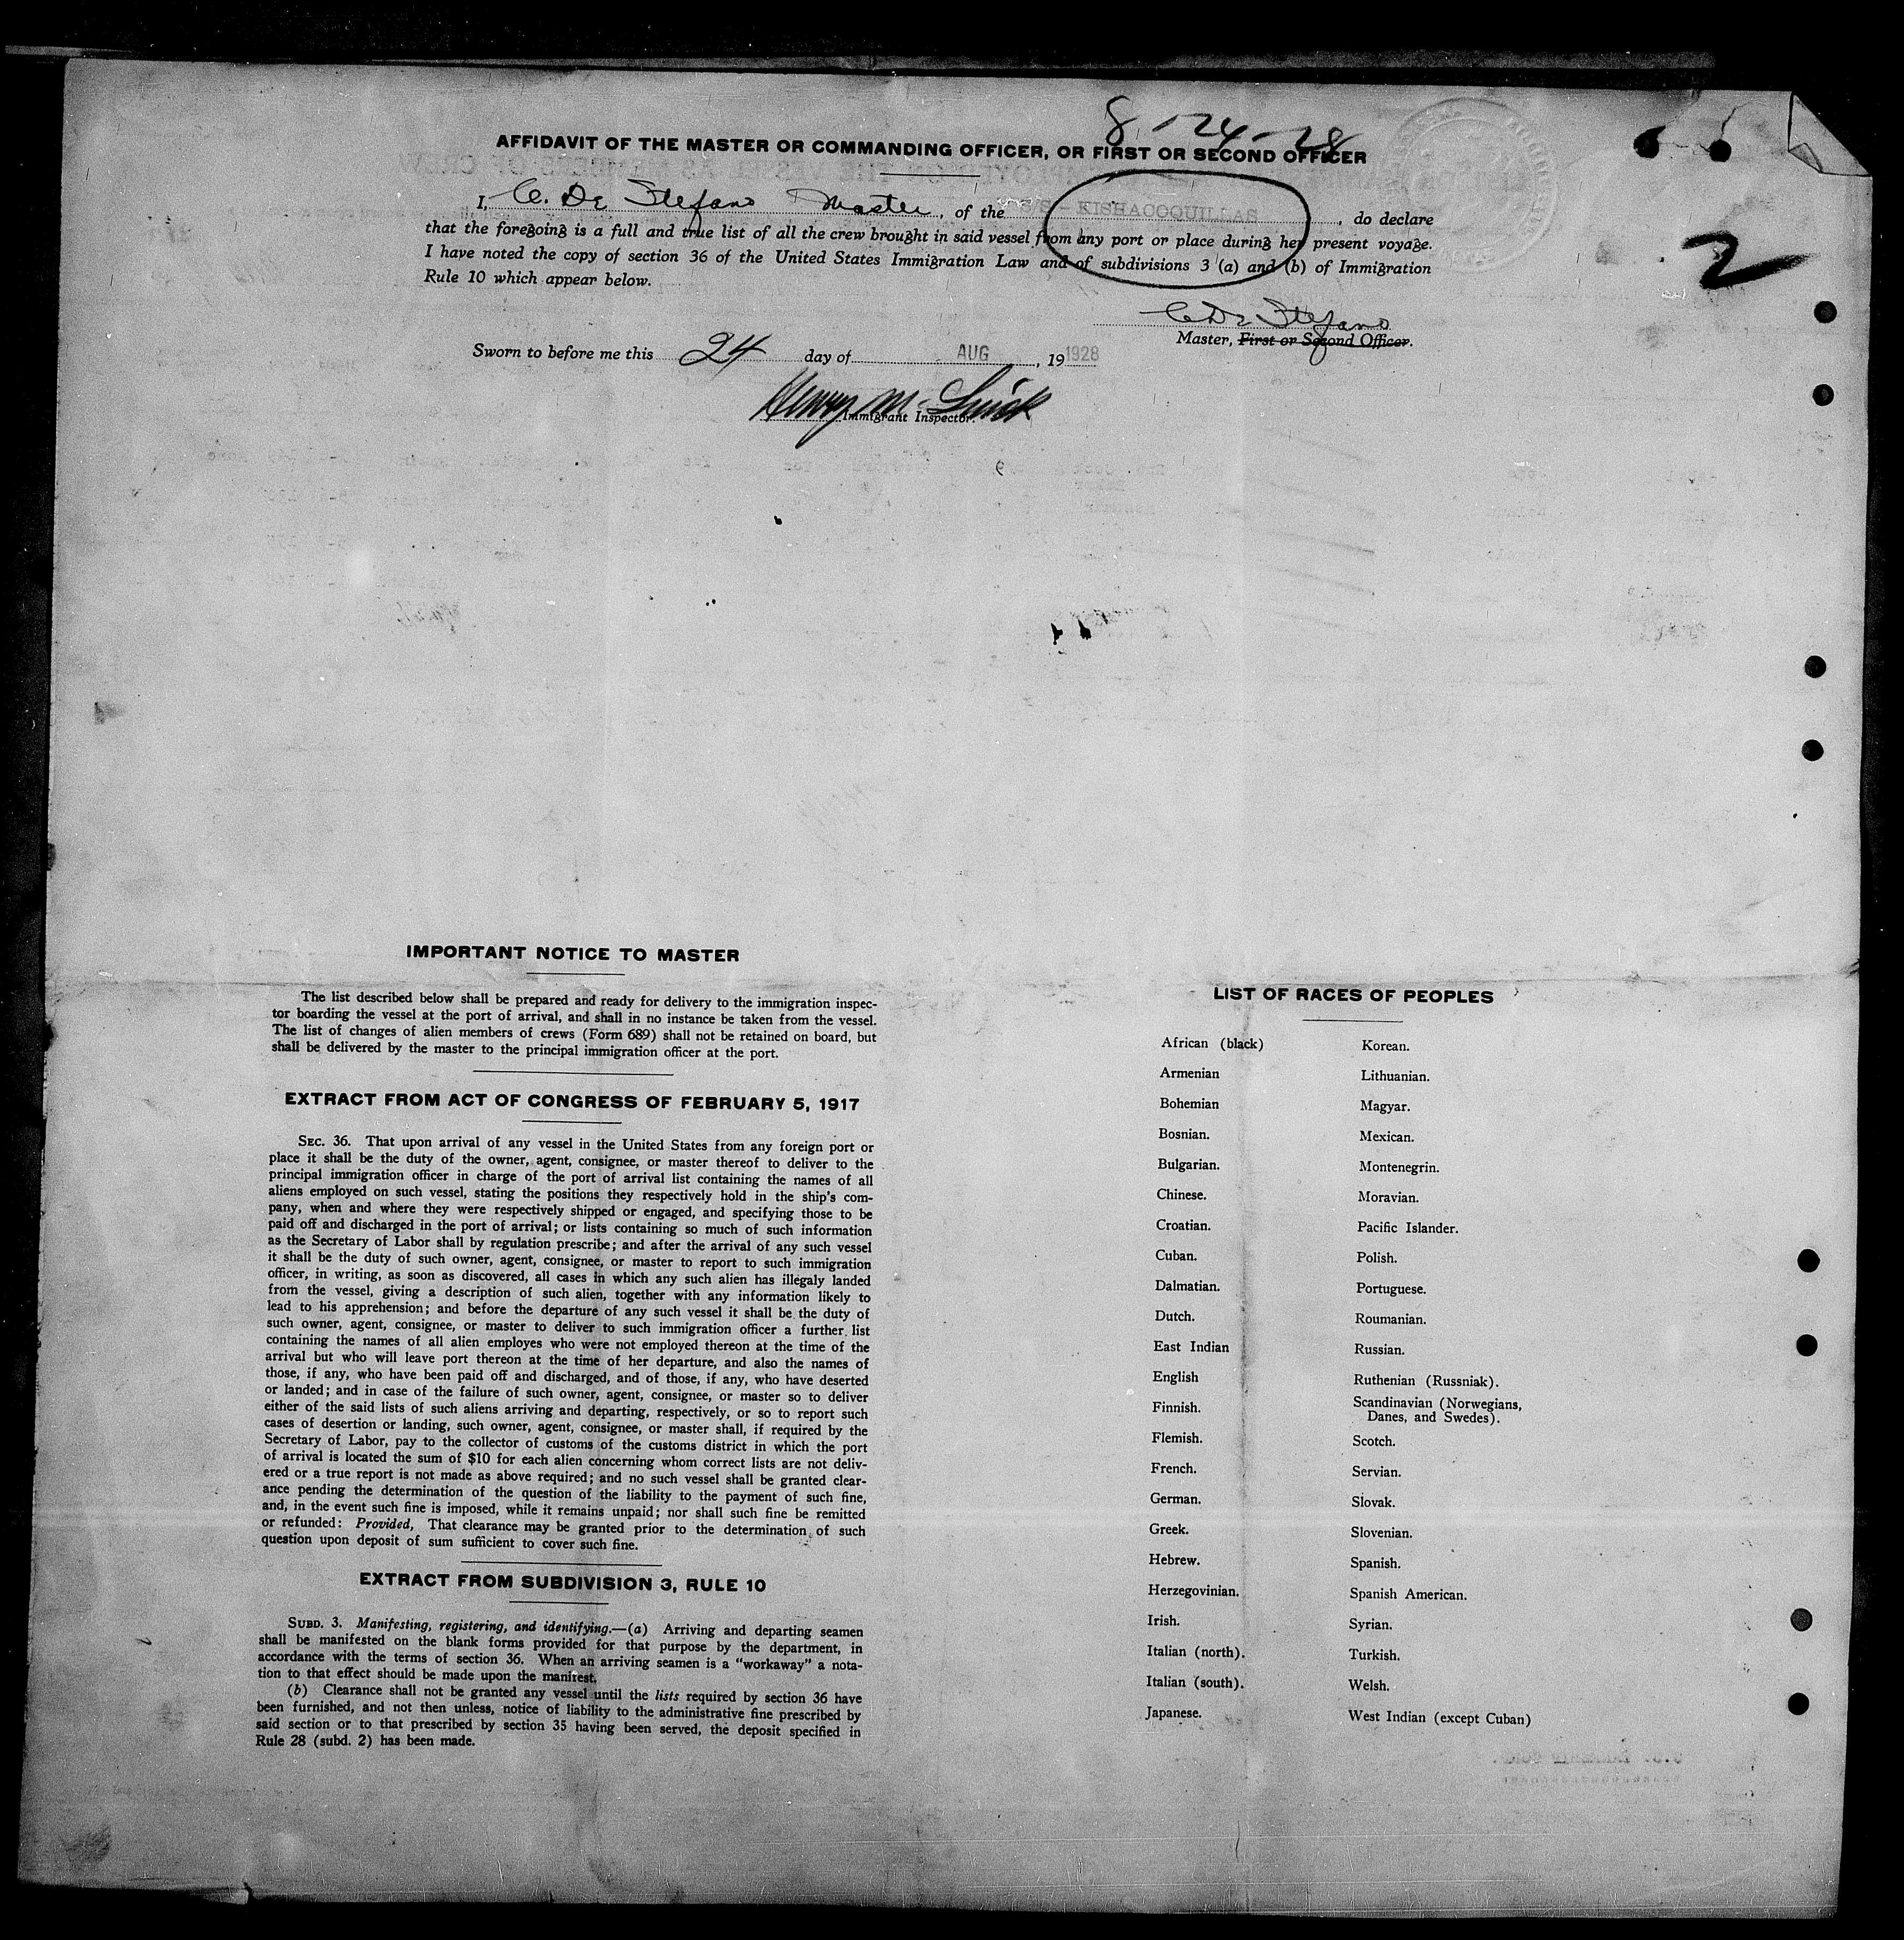 8-24-28
AFFIDAVIT OF THE MASTER OR COMMANDING OFFICER, OR FIRST OR SECOND OFFICER
I, C. De Stefano Master, of the S/S - KISHACOQUILLAS, do declare
that the foregoing is a full and true list of all the crew brought in said vessel from any port or place during her present voyage.
I have noted the copy of section 36 of the United States Immigration Law and of subdivisions 3 (a) and (b) of Immigration
Rule 10 which appear below.
2
C De Stefano
Master, First or Second Officer.
Sworn to before me this 24 day of AUG, 19 1928
Henry M.
Immigrant Inspector.
IMPORTANT NOTICE TO MASTER
The list described below shall be prepared and ready for delivery to the immigration inspec-
tor boarding the vessel at the port of arrival, and shall in no instance be taken from the vessel.
The list of changes of alien members of crews (Form 689) shall not be retained on board, but
shall be delivered by the master to the principal immigration officer at the port.
EXTRACT FROM ACT OF CONGRESS OF FEBRUARY 5, 1917
SEC. 36. That upon arrival of any vessel in the United States from any foreign port or
place it shall be the duty of the owner, agent, consignee, or master thereof to deliver to the
principal immigration officer in charge of the port of arrival list containing the names of all
aliens employed on such vessel, stating the positions they respectively hold in the ship's com-
pany, when and where they were respectively shipped or engaged, and specifying those to be
paid off and discharged in the port of arrival; or lists containing so much of such information
as the Secretary of Labor shall by regulation prescribe; and after the arrival of any such vessel
it shall be the duty of such owner, agent, consignee, or master to report to such immigration
officer, in writing, as soon as discovered, all cases in which any such alien has illegaly landed
from the vessel, giving a description of such alien, together with any information likely to
lead to his apprehension; and before the departure of any such vessel it shall be the duty of
such owner, agent, consignee, or master to deliver to such immigration officer a further list
containing the names of all alien employes who were not employed thereon at the time of the
arrival but who will leave port thereon at the time of her departure, and also the names of
those, if any, who have been paid off and discharged, and of those, if any, who have deserted
or landed; and in case of the failure of such owner, agent, consignee, or master so to deliver
either of the said lists of such aliens arriving and departing, respectively, or so to report such
cases of desertion or landing, such owner, agent, consignee, or master shall, if required by the
Secretary of Labor, pay to the collector of customs of the customs district in which the port
of arrival is located the sum of $10 for each alien concerning whom correct lists are not deliv-
ered or a true report is not made as above required; and no such vessel shall be granted clear-
ance pending the determination of the question of the liability to the payment of such fine,
and, in the event such fine is imposed, while it remains unpaid; nor shall such fine be remitted
or refunded: Provided, That clearance may be granted prior to the determination of such
question upon deposit of sum sufficient to cover such fine.
EXTRACT FROM SUBDIVISION 3, RULE 10
SUBD. 3. Manifesting, registering, and identifying.—(a) Arriving and departing seamen
shall be manifested on the blank forms provided for that purpose by the department, in
accordance with the terms of section 36. When an arriving seamen is a "workaway" a nota-
tion to that effect should be made upon the manifest.
(b) Clearance shall not be granted any vessel until the lists required by section 36 have
been furnished, and not then unless, notice of liability to the administrative fine prescribed by
said section or to that prescribed by section 35 having been served, the deposit specified in
Rule 28 (subd. 2) has been made.
LIST OF RACES OF PEOPLES
African (black)
Armenian
Bohemian
Bosnian.
Bulgarian.
Chinese.
Croatian.
Cuban.
Dalmatian.
Dutch.
East Indian
English
Finnish.
Flemish.
French.
German.
Greek.
Hebrew.
Herzegovinian.
Irish.
Italian (north).
Italian (south).
Japanese.
Korean.
Lithuanian.
Magyar.
Mexican.
Montenegrin.
Moravian.
Pacific Islander.
Polish.
Portuguese.
Roumanian.
Russian.
Ruthenian (Russniak).
Scandinavian (Norwegians,
Danes, and Swedes).
Scotch.
Servian.
Slovak.
Slovenian.
Spanish.
Spanish American.
Syrian.
Turkish.
Welsh.
West Indian (except Cuban)